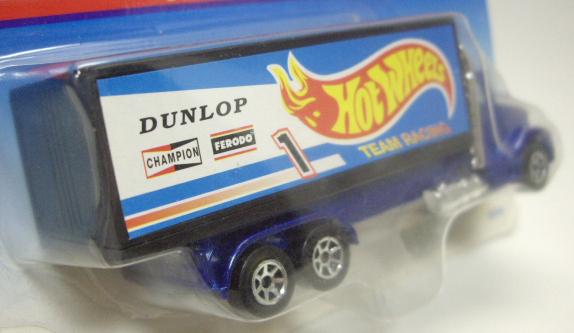 DUNLOP
CHAMPION
FERODO
1
HOT WHEELS
TEAM RACING